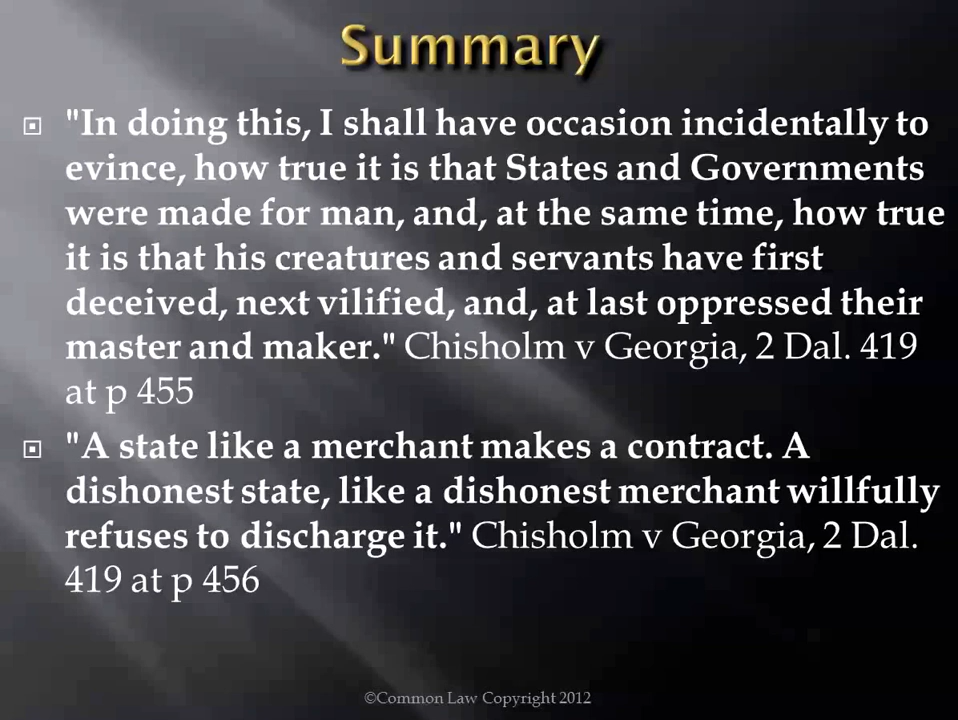 Summary
"In doing this, I shall have occasion incidentally to
evince, how true it is that States and Governments
were made for man, and, at the same time, how true
it is that his creatures and servants have first
deceived, next vilified, and, at last oppressed their
master and maker." Chisholm v Georgia, 2 Dal. 419
at p 455
"A state like a merchant makes a contract. A
dishonest state, like a dishonest merchant willfully
refuses to discharge it." Chisholm v Georgia, 2 Dal.
419 at p 456
©Common Law Copyright 2012